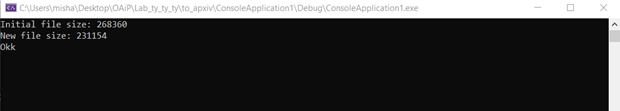 C:\Users\misha\Desktop\OAiP\Lab_ty_ty_ty\to_apxiv\ConsoleApplication1\Debug\ConsoleApplication1.exe
Initial file size: 268360
New file size: 231154
Okk